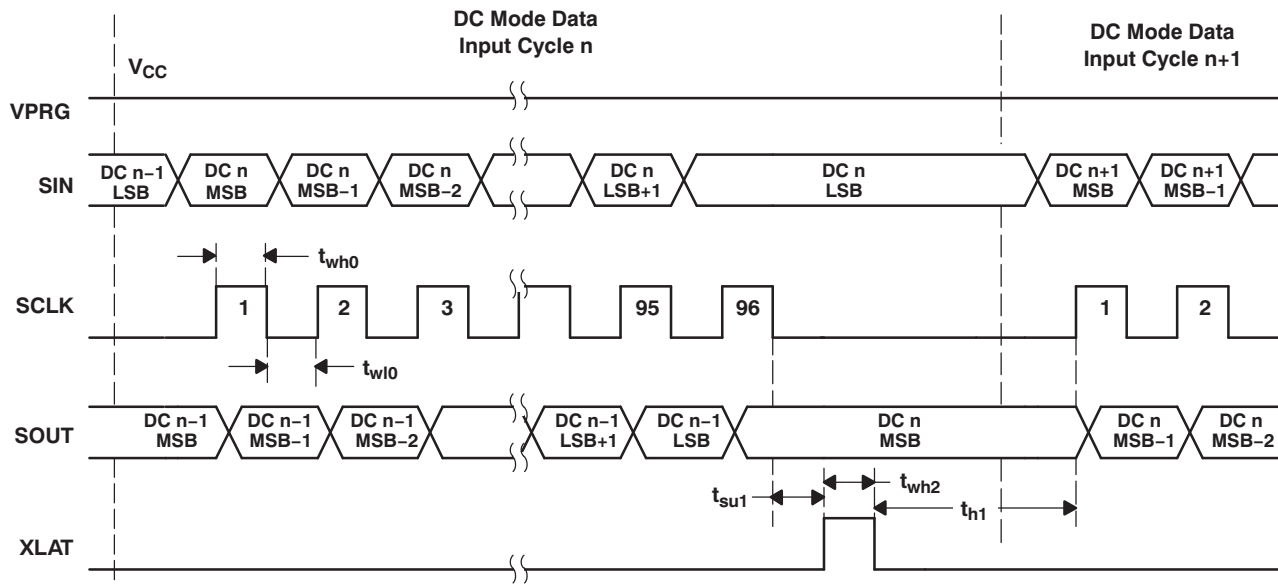 DC Mode Data
Input Cycle n
DC Mode Data
Input Cycle n+1
VCC
VPRG
SIN
DC n−1
LSB
DC n
MSB
DC n
MSB−1
DC n
MSB−2
DC n
LSB+1
DC n
LSB
DC n+1
MSB
DC n+1
MSB−1
twh0
SCLK
1
2
3
95
96
1
2
twl0
SOUT
DC n−1
MSB
DC n−1
MSB−1
DC n−1
MSB−2
DC n−1
LSB+1
DC n−1
LSB
DC n
MSB
DC n
MSB−1
DC n
MSB−2
tsu1
twh2
th1
XLAT